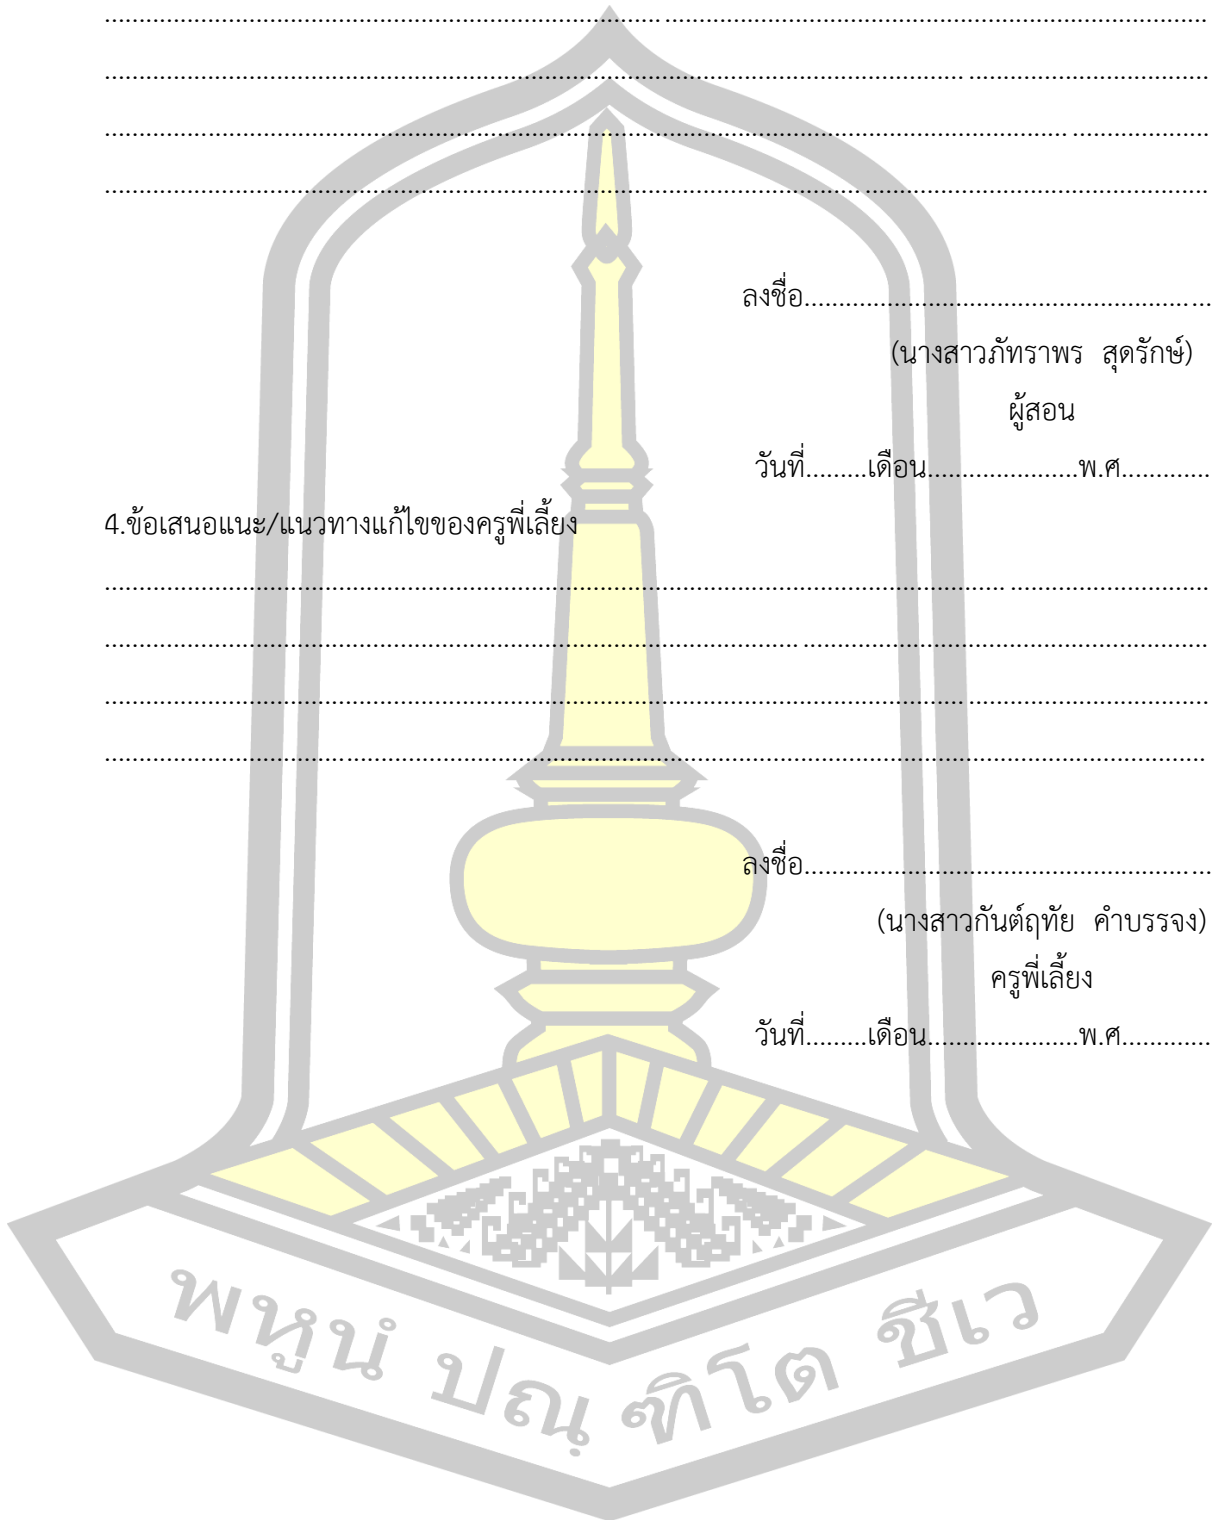 ................................................................................ ...............................................................................
............................................................................................................................. ...................................
............................................................................................................................................ ....................
................................................................................................................................................................
ลงชื่อ...........................................................
(นางสาวภัทราพร สุดรักษ์)
ผู้สอน
วันที่.........เดือน......................พ.ศ.............
4.ข้อเสนอแนะ/แนวทางแก้ไขของครูพี่เลี้ยง
................................................................................................................................... .............................
..................................................................................................... ...........................................................
................................................................................................................................................................
................................................................................................................................................................
ลงชื่อ...........................................................
(นางสาวกันต์ฤทัย คำบรรจง)
ครูพี่เลี้ยง
วันที่.........เดือน......................พ.ศ.............
พหูนํ ปณฺฑิโต ชีเว